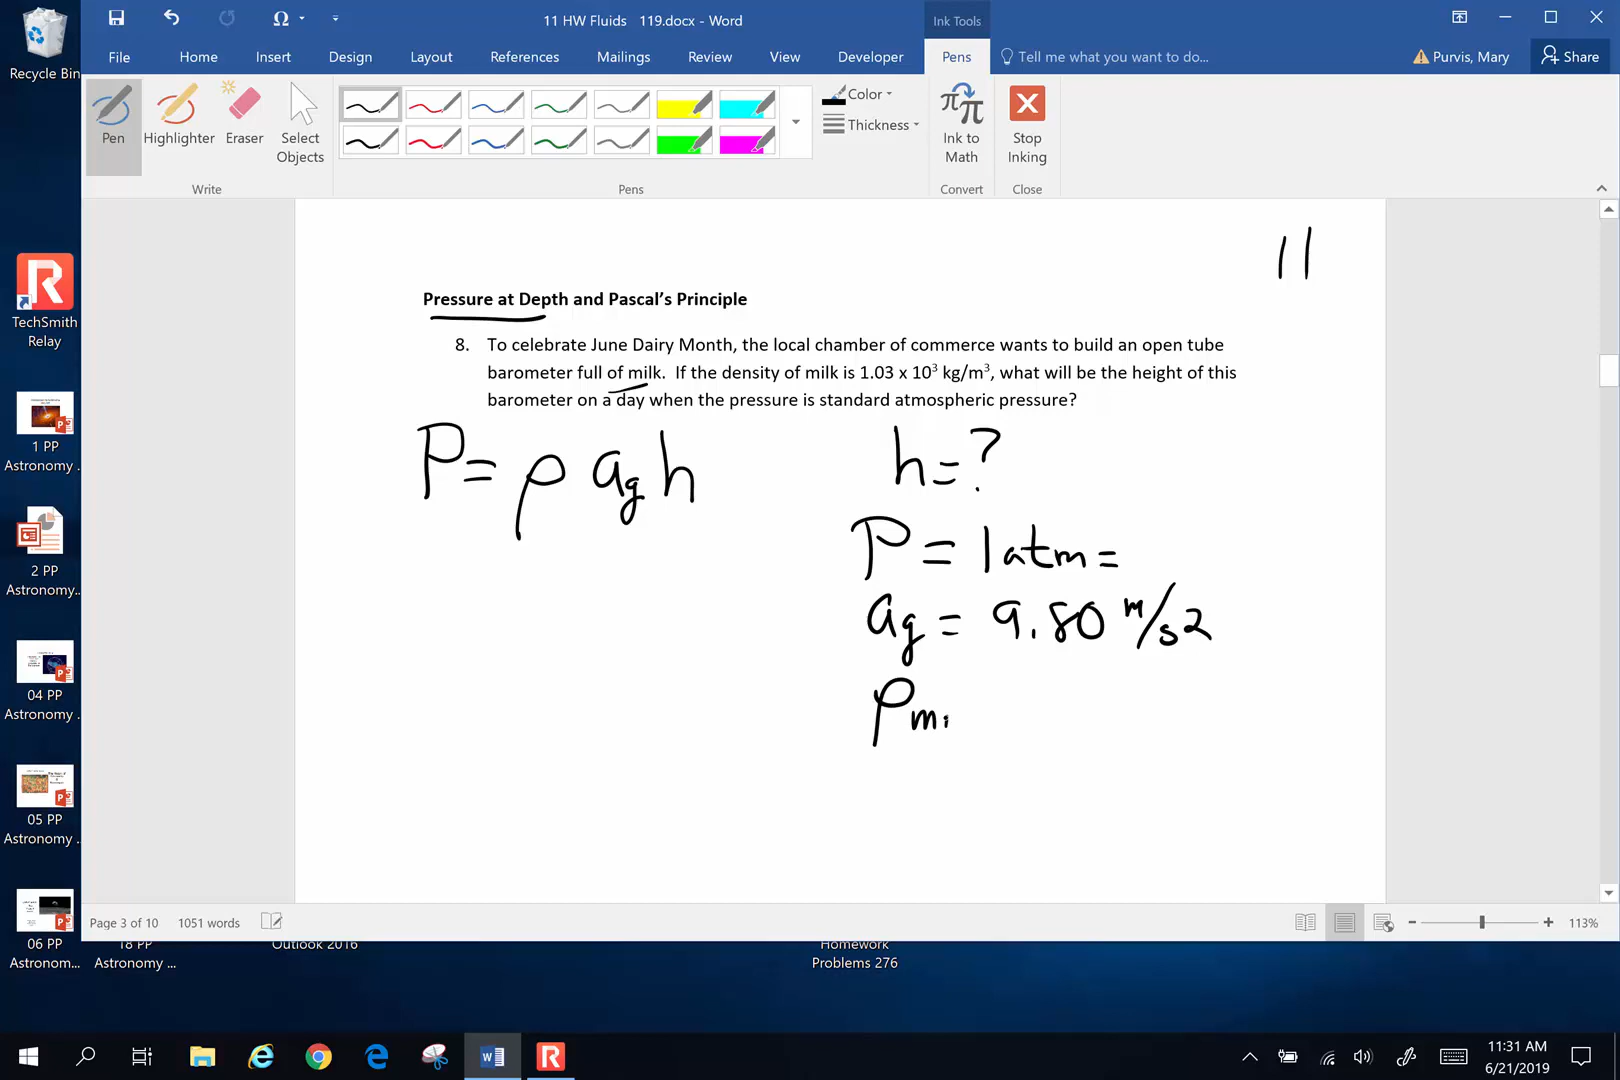 Recycle Bin
TechSmith Relay
1 PP Astronomy
2 PP Astronomy...
04 PP Astronomy .
05 PP Astronomy .
06 PP Astronom...
18 PP Astronomy ...
Outlook 2016
Homework Problems 276
11 HW Fluids 119.docx - Word
Ink Tools
File Home Insert Design Layout References Mailings Review View Developer Pens Tell me what you want to do... Purvis, Mary Share
Pen Highlighter Eraser Select Objects
Color
Thickness
Ink to Math
Stop Inking
Write Pens Convert Close
11
Pressure at Depth and Pascal's Principle
8. To celebrate June Dairy Month, the local chamber of commerce wants to build an open tube
barometer full of milk. If the density of milk is 1.03 x 10³ kg/m³, what will be the height of this
barometer on a day when the pressure is standard atmospheric pressure?
P = ρ ag h
h = ?
P = 1 atm =
ag = 9.80 m/s2
ρ mi
Page 3 of 10 1051 words
113%
11:31 AM
6/21/2019